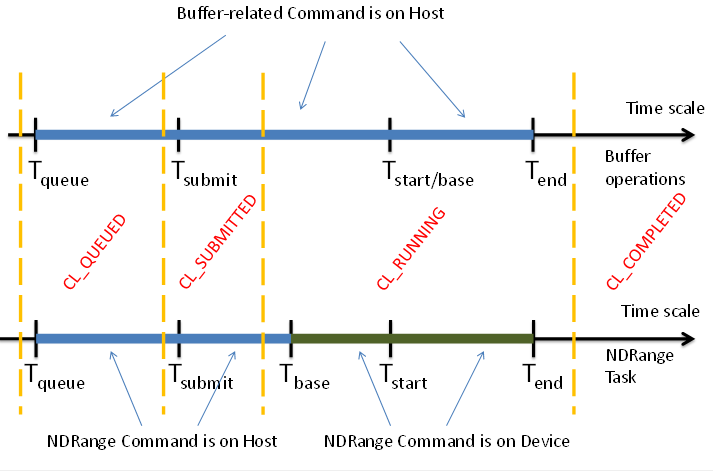 Buffer-related Command is on Host
Time scale
Tqueue Tsubmit Tstart/base Tend
Buffer
operations
CL_QUEUED
CL_SUBMITTED
CL_RUNNING
CL_COMPLETED
Time scale
Tqueue Tsubmit Tbase Tstart Tend
NDRange
Task
NDRange Command is on Host
NDRange Command is on Device